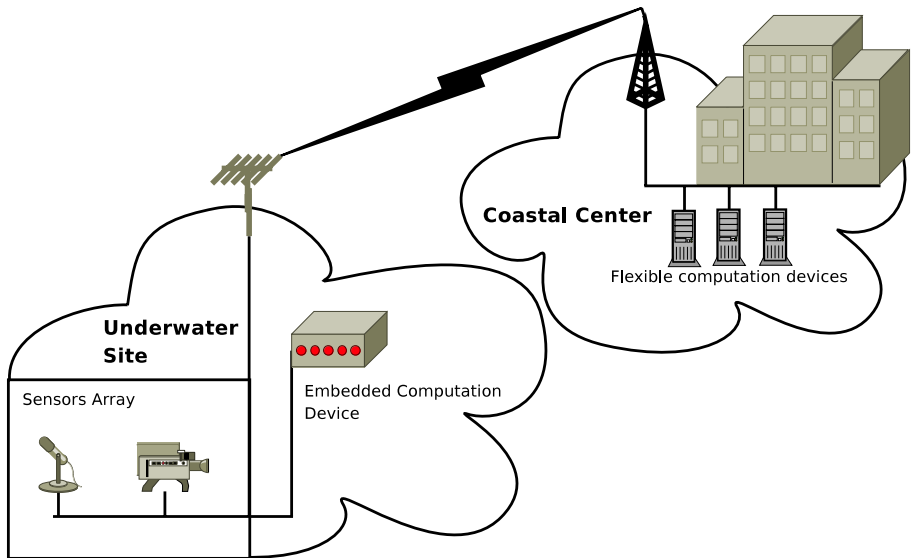 Coastal Center
Flexible computation devices
Underwater
Site
Embedded Computation
Device
Sensors Array